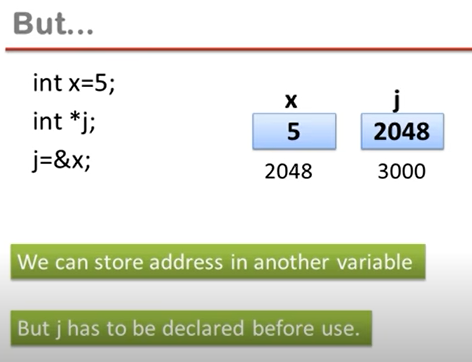 But...
int x=5;
int *j;
j=&x;
x j
5 2048
2048 3000
We can store address in another variable
But j has to be declared before use.